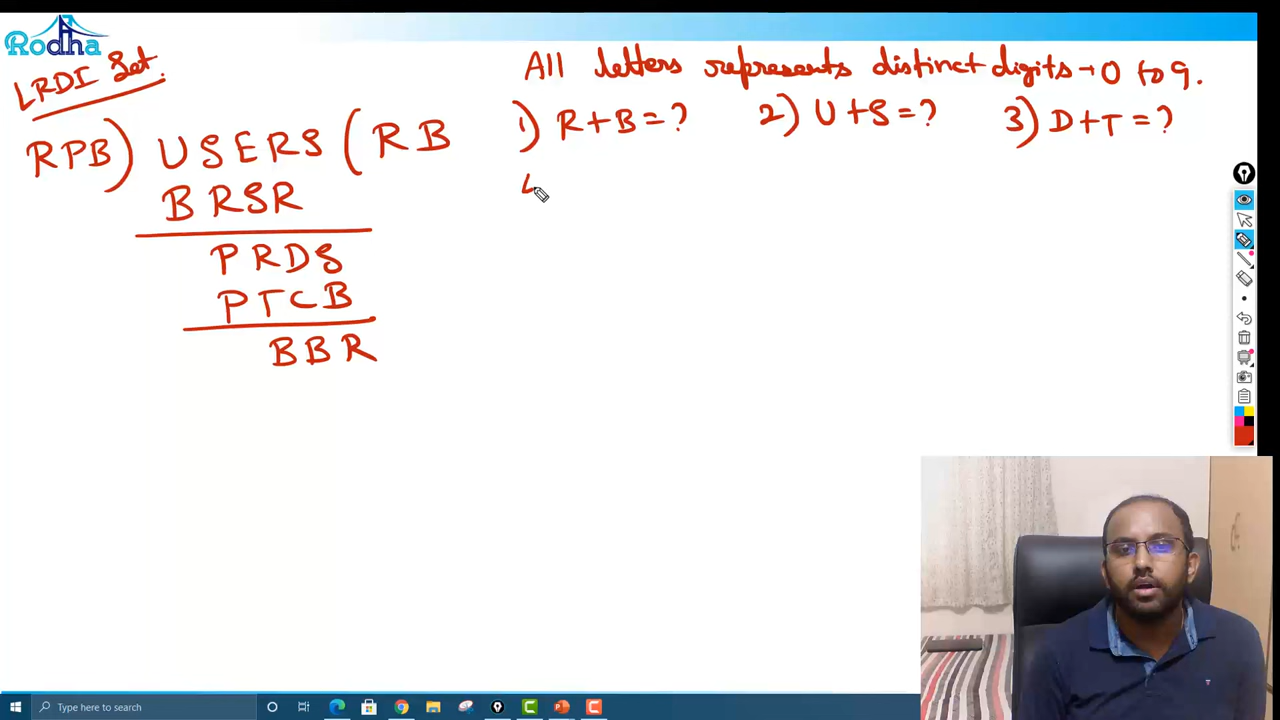 Rodha
LRDI Set.
All letters represents distinct digits → 0 to 9.
1) R+B=? 2) U+S=? 3) D+T=?
4
RPB) USERS (RB
BRSR
PRDS
PTCB
BBR
Type here to search